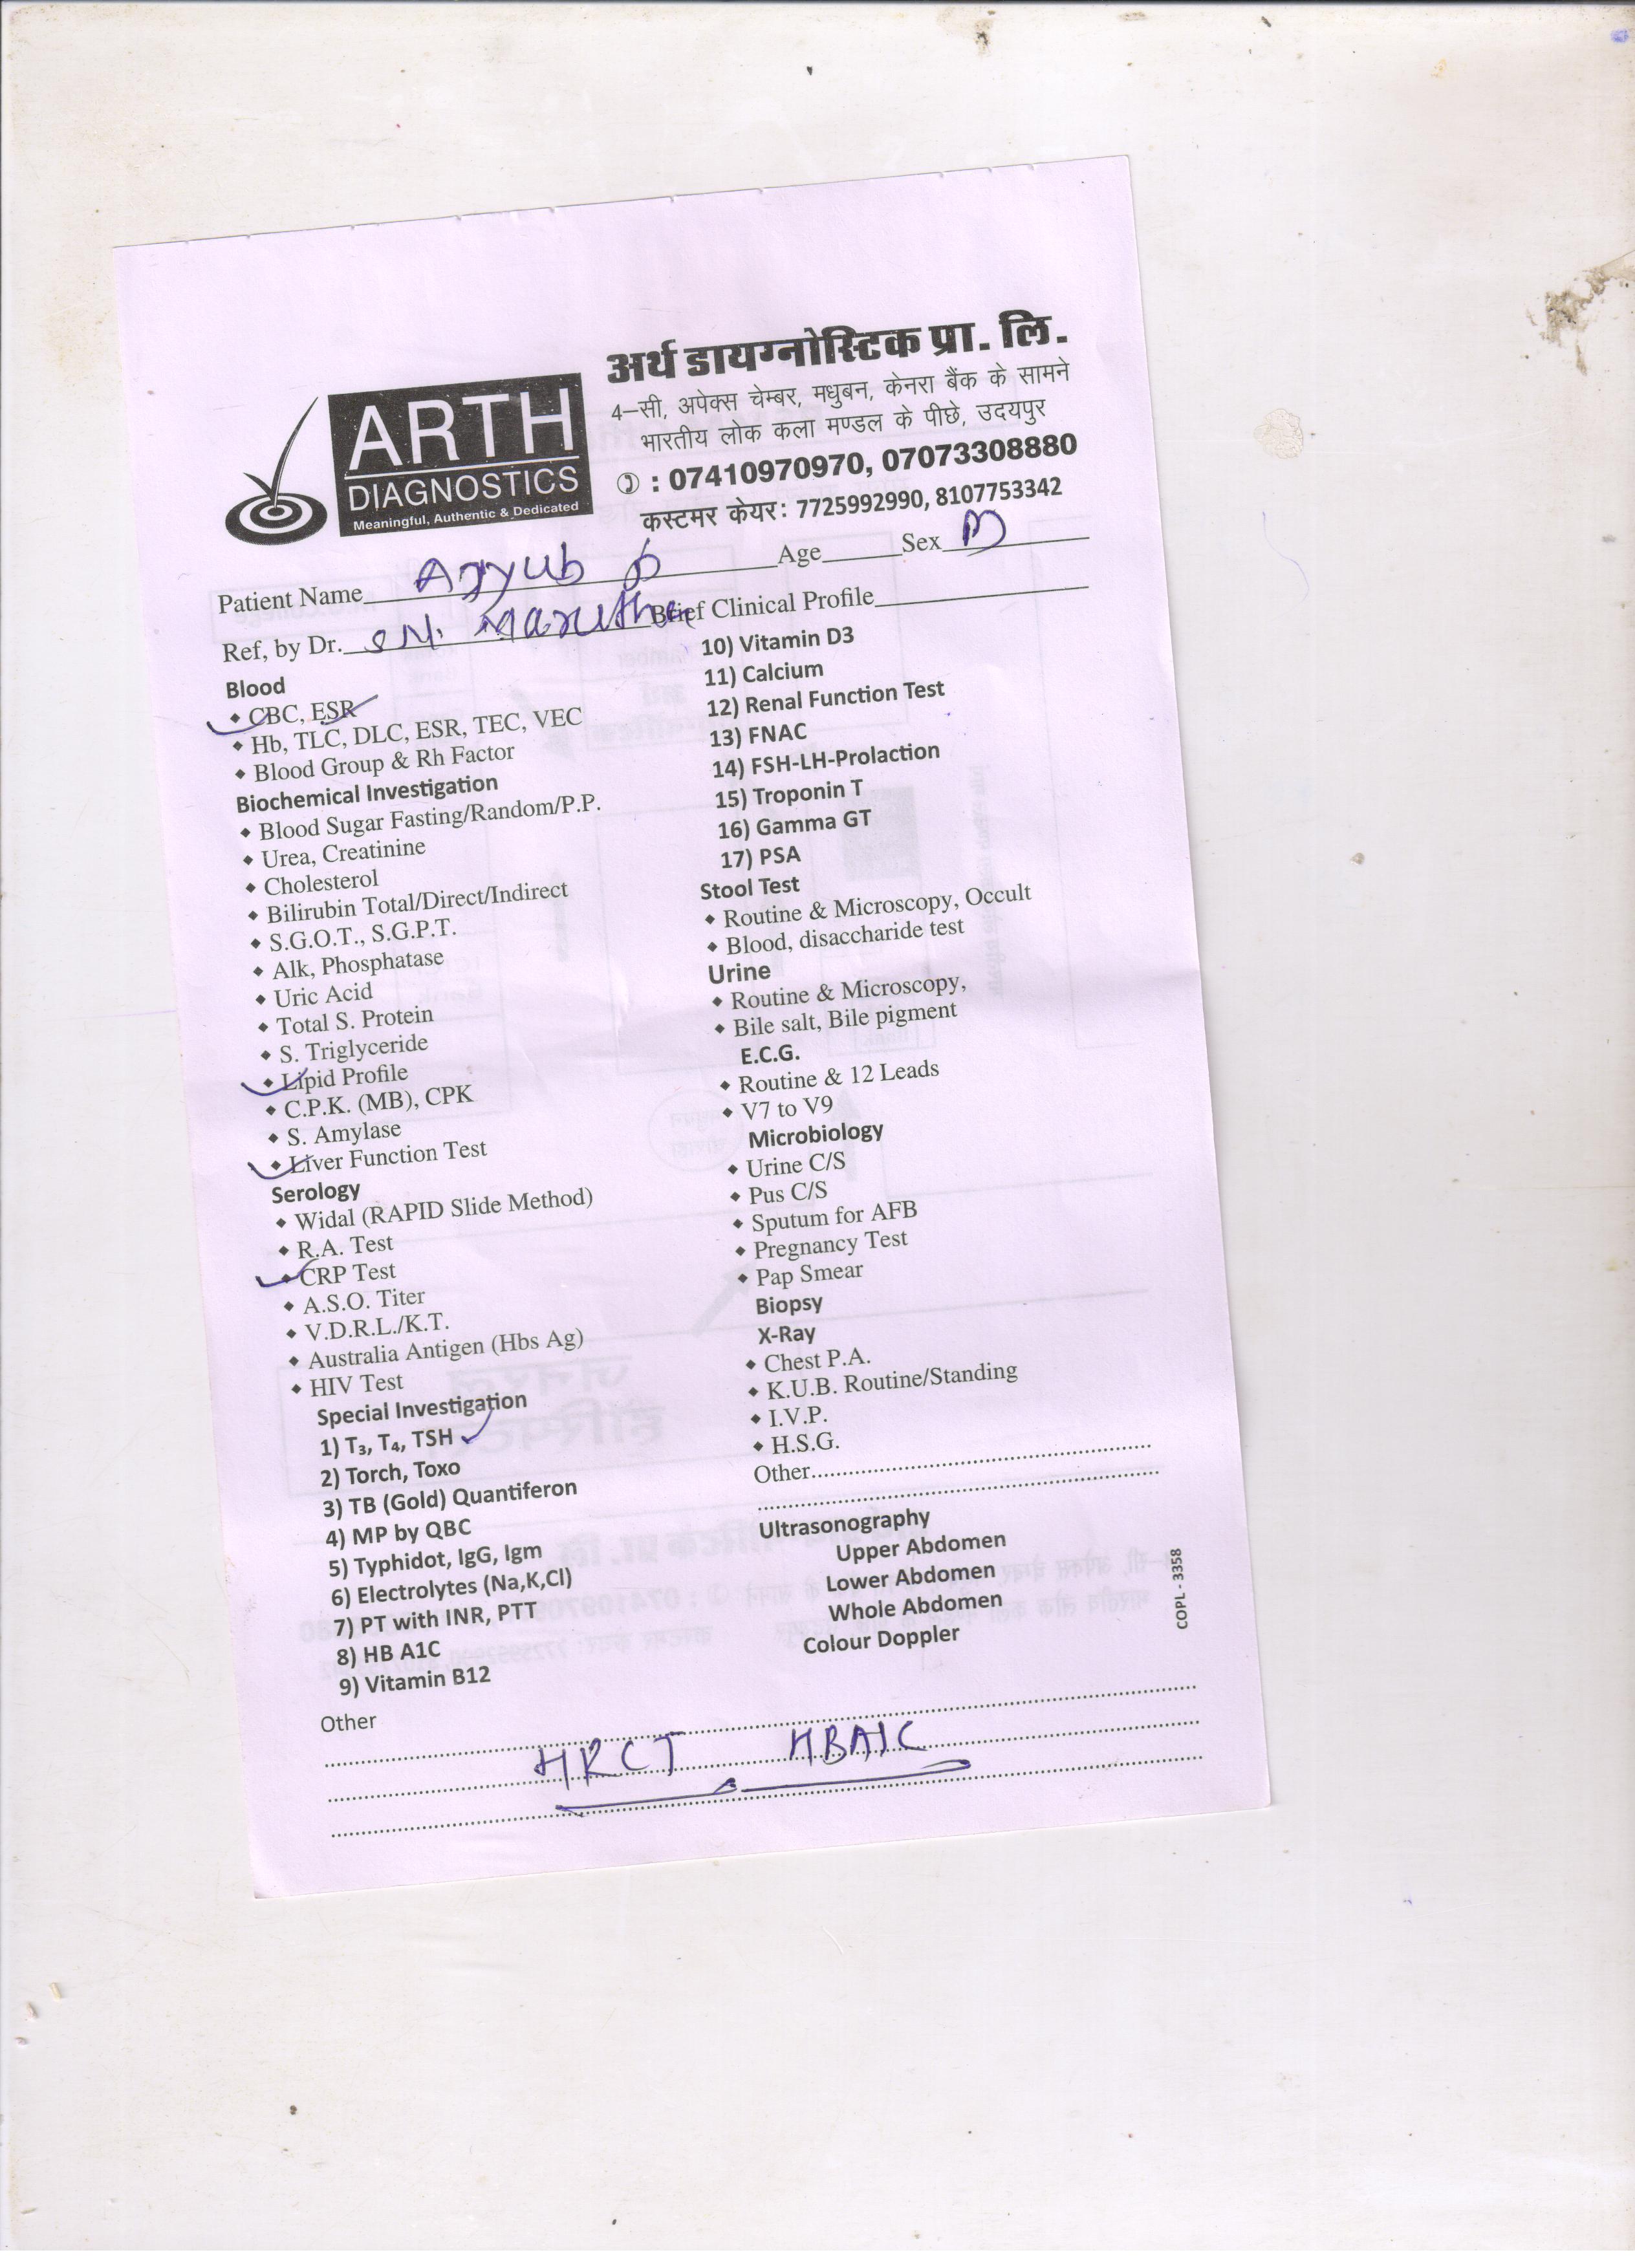 अर्थ डायग्नोस्टिक प्रा. लि.
4-सी, अपेक्स चेम्बर, मधुबन, केनरा बैंक के सामने
भारतीय लोक कला मण्डल के पीछे, उदयपुर
: 07410970970, 07073308880
कस्टमर केयर: 7725992990, 8107753342
ARTH
DIAGNOSTICS
Meaningful, Authentic & Dedicated
Patient Name Age Sex M
Ref, by Dr. Brief Clinical Profile
Blood
CBC, ESR
Hb, TLC, DLC, ESR, TEC, VEC
Blood Group & Rh Factor
Biochemical Investigation
Blood Sugar Fasting/Random/P.P.
Urea, Creatinine
Cholesterol
Bilirubin Total/Direct/Indirect
S.G.O.T., S.G.P.T.
Alk, Phosphatase
Uric Acid
Total S. Protein
S. Triglyceride
Lipid Profile
C.P.K. (MB), CPK
S. Amylase
Liver Function Test
Serology
Widal (RAPID Slide Method)
R.A. Test
CRP Test
A.S.O. Titer
V.D.R.L./K.T.
Australia Antigen (Hbs Ag)
HIV Test
Special Investigation
1) T₃, T₄, TSH
2) Torch, Toxo
3) TB (Gold) Quantiferon
4) MP by QBC
5) Typhidot, IgG, Igm
6) Electrolytes (Na,K,Cl)
7) PT with INR, PTT
8) HB A1C
9) Vitamin B12
10) Vitamin D3
11) Calcium
12) Renal Function Test
13) FNAC
14) FSH-LH-Prolaction
15) Troponin T
16) Gamma GT
17) PSA
Stool Test
Routine & Microscopy, Occult
Blood, disaccharide test
Urine
Routine & Microscopy,
Bile salt, Bile pigment
E.C.G.
Routine & 12 Leads
V7 to V9
Microbiology
Urine C/S
Pus C/S
Sputum for AFB
Pregnancy Test
Pap Smear
Biopsy
X-Ray
Chest P.A.
K.U.B. Routine/Standing
I.V.P.
H.S.G.
Other
Ultrasonography
Upper Abdomen
Lower Abdomen
Whole Abdomen
Colour Doppler
COPL - 3358
Other
HRCT HBA1C